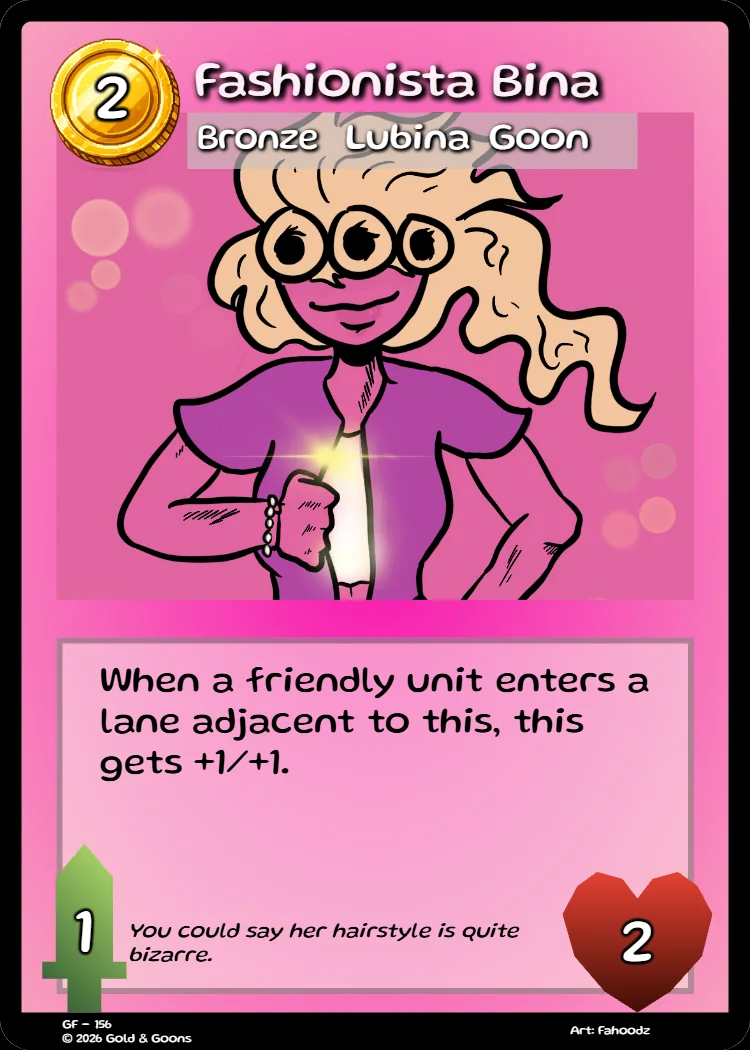 2
Fashionista Bina
Bronze Lubina Goon
When a friendly unit enters a
lane adjacent to this, this
gets +1/+1.
1
You could say her hairstyle is quite
bizarre.
2
GF - 156
© 2026 Gold & Goons
Art: Fahoodz